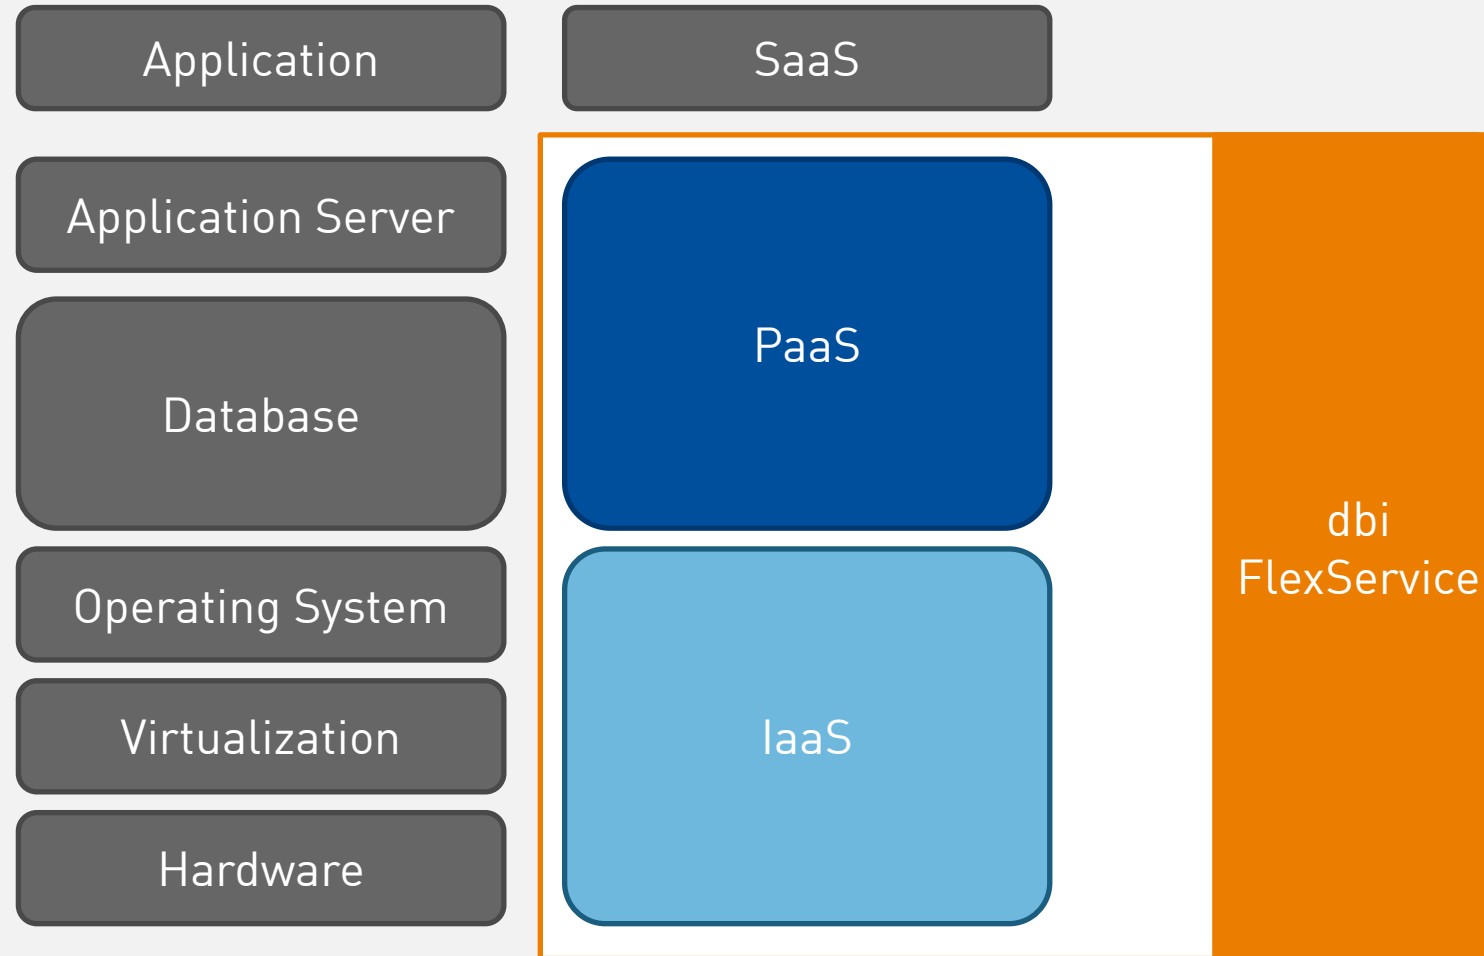 Application
SaaS
Application Server
PaaS
Database
dbi
FlexService
Operating System
Virtualization
IaaS
Hardware